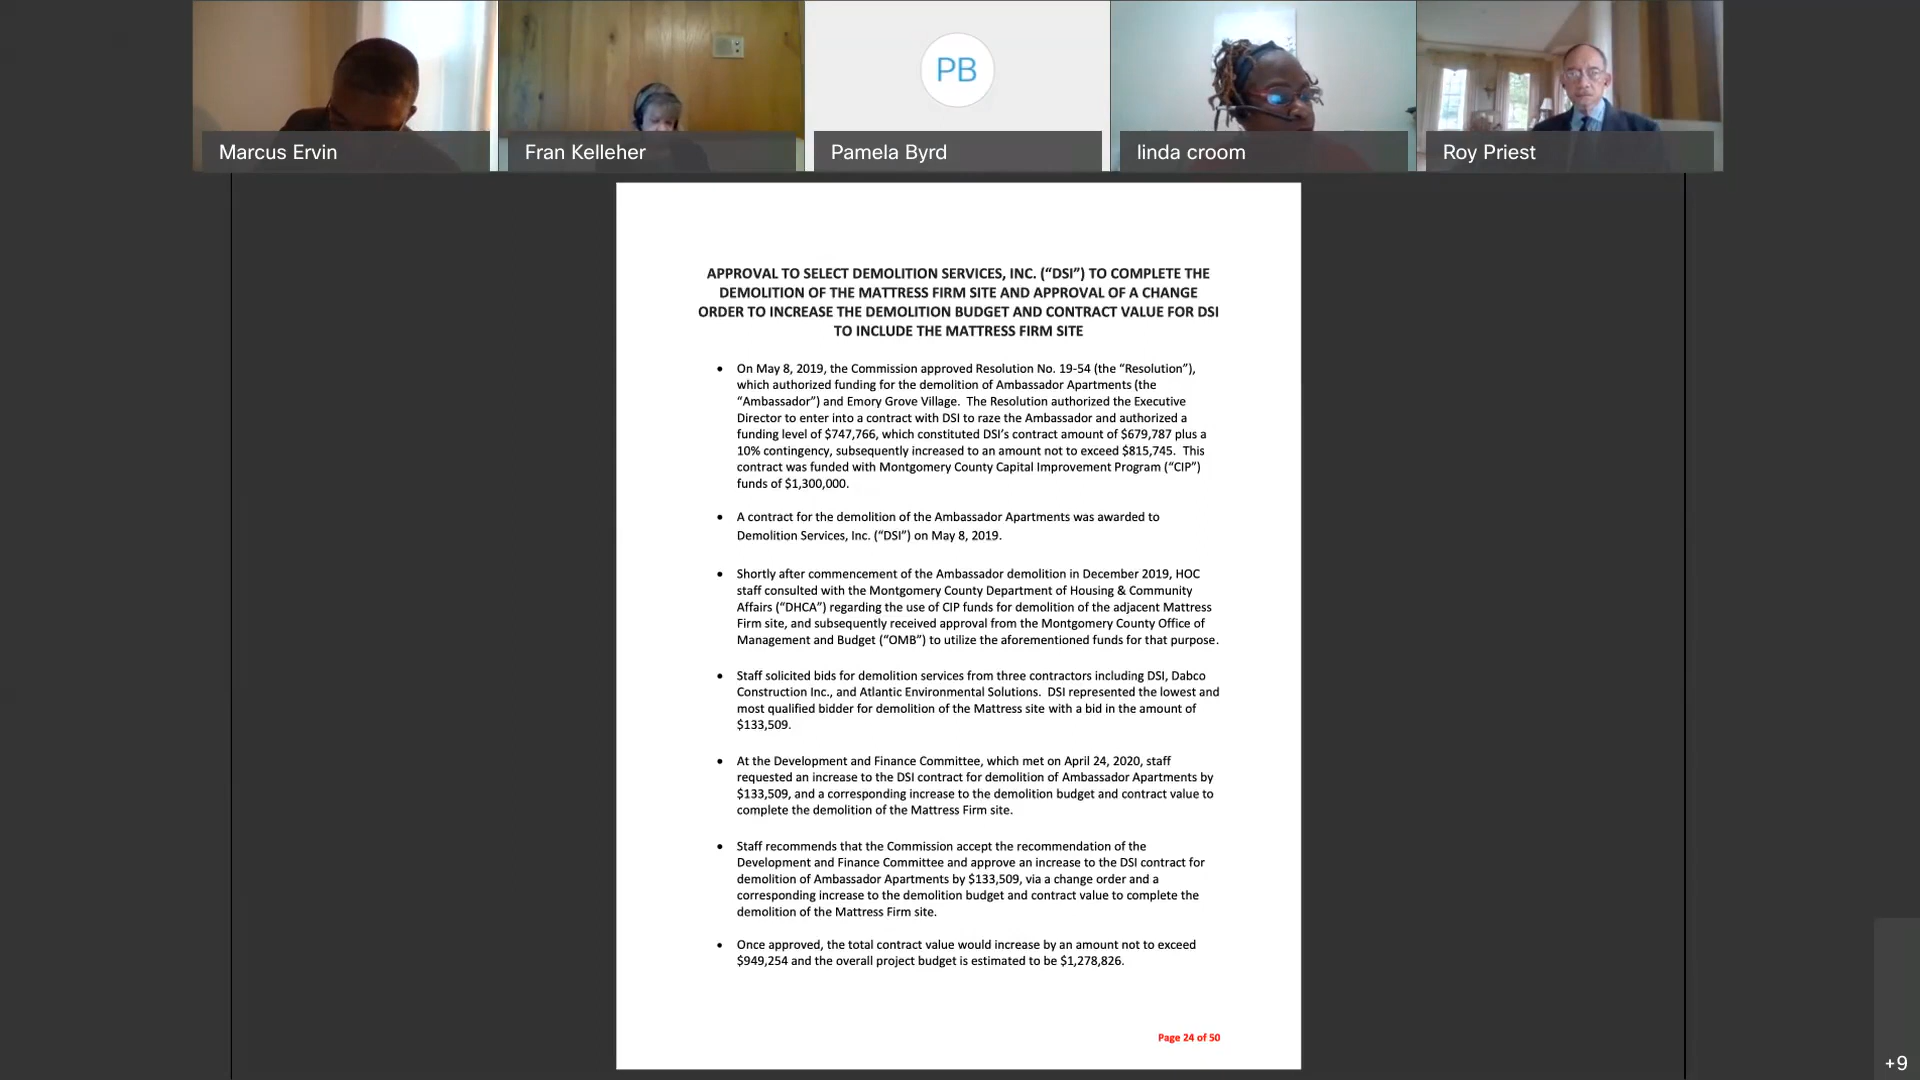 PB
Marcus Ervin
Fran Kelleher
Pamela Byrd
linda croom
Roy Priest
APPROVAL TO SELECT DEMOLITION SERVICES, INC. (“DSI”) TO COMPLETE THE
DEMOLITION OF THE MATTRESS FIRM SITE AND APPROVAL OF A CHANGE
ORDER TO INCREASE THE DEMOLITION BUDGET AND CONTRACT VALUE FOR DSI
TO INCLUDE THE MATTRESS FIRM SITE
• On May 8, 2019, the Commission approved Resolution No. 19-54 (the “Resolution”),
which authorized funding for the demolition of Ambassador Apartments (the
“Ambassador”) and Emory Grove Village. The Resolution authorized the Executive
Director to enter into a contract with DSI to raze the Ambassador and authorized a
funding level of $747,766, which constituted DSI’s contract amount of $679,787 plus a
10% contingency, subsequently increased to an amount not to exceed $815,745. This
contract was funded with Montgomery County Capital Improvement Program (“CIP”)
funds of $1,300,000.
• A contract for the demolition of the Ambassador Apartments was awarded to
Demolition Services, Inc. (“DSI”) on May 8, 2019.
• Shortly after commencement of the Ambassador demolition in December 2019, HOC
staff consulted with the Montgomery County Department of Housing & Community
Affairs (“DHCA”) regarding the use of CIP funds for demolition of the adjacent Mattress
Firm site, and subsequently received approval from the Montgomery County Office of
Management and Budget (“OMB”) to utilize the aforementioned funds for that purpose.
• Staff solicited bids for demolition services from three contractors including DSI, Dabco
Construction Inc., and Atlantic Environmental Solutions. DSI represented the lowest and
most qualified bidder for demolition of the Mattress site with a bid in the amount of
$133,509.
• At the Development and Finance Committee, which met on April 24, 2020, staff
requested an increase to the DSI contract for demolition of Ambassador Apartments by
$133,509, and a corresponding increase to the demolition budget and contract value to
complete the demolition of the Mattress Firm site.
• Staff recommends that the Commission accept the recommendation of the
Development and Finance Committee and approve an increase to the DSI contract for
demolition of Ambassador Apartments by $133,509, via a change order and a
corresponding increase to the demolition budget and contract value to complete the
demolition of the Mattress Firm site.
• Once approved, the total contract value would increase by an amount not to exceed
$949,254 and the overall project budget is estimated to be $1,278,826.
Page 24 of 50
+9